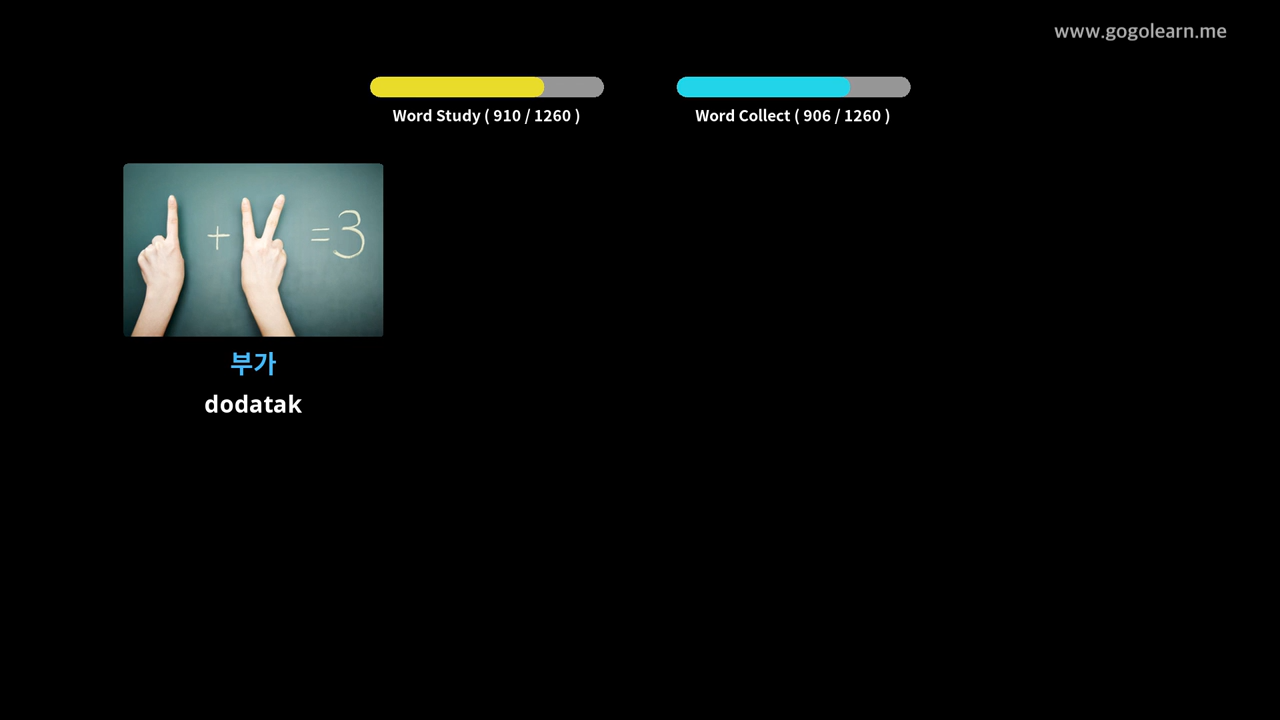 www.gogolearn.me
Word Study ( 910 / 1260 )
Word Collect ( 906 / 1260 )
+ =3
부가
dodatak